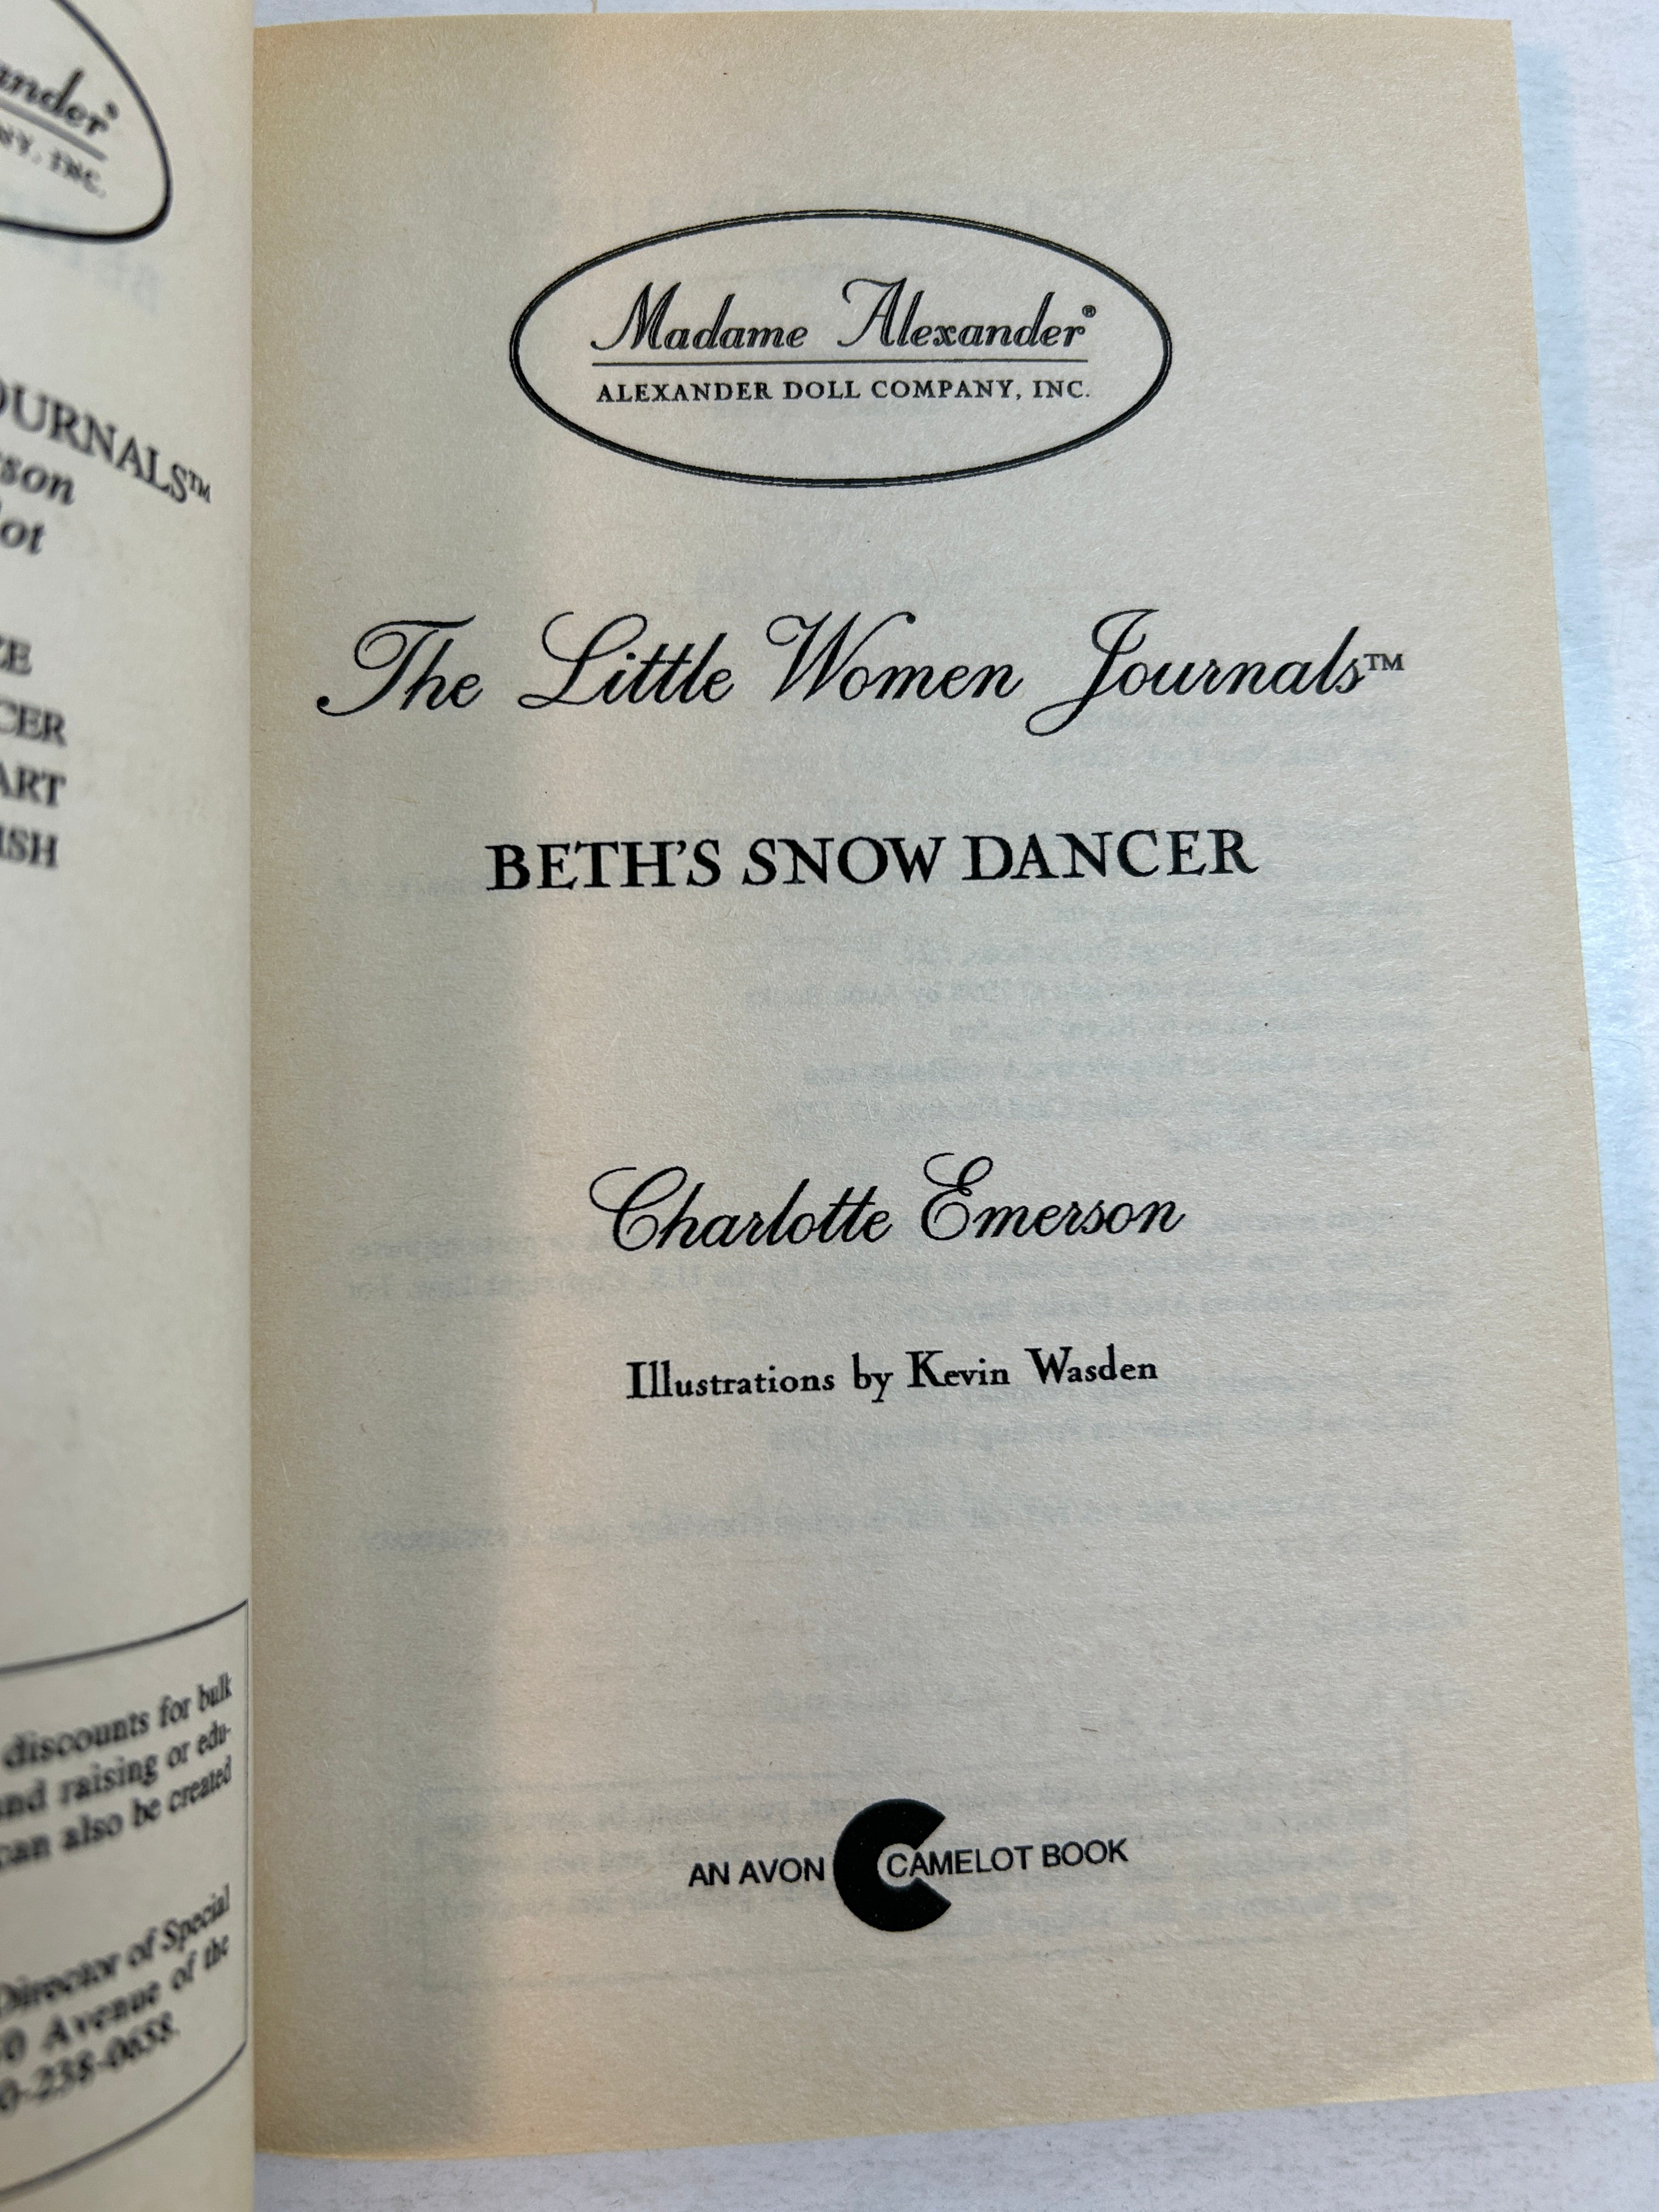 ander®
NY, INC.
OURNALS™
son
lot
ZE
CER
ART
ISH
discounts for bulk
nd raising or edu-
can also be created
Director of Special
0 Avenue of the
0-238-0658.
Madame Alexander®
ALEXANDER DOLL COMPANY, INC.
The Little Women Journals™
BETH'S SNOW DANCER
Charlotte Emerson
Illustrations by Kevin Wasden
AN AVON CAMELOT BOOK